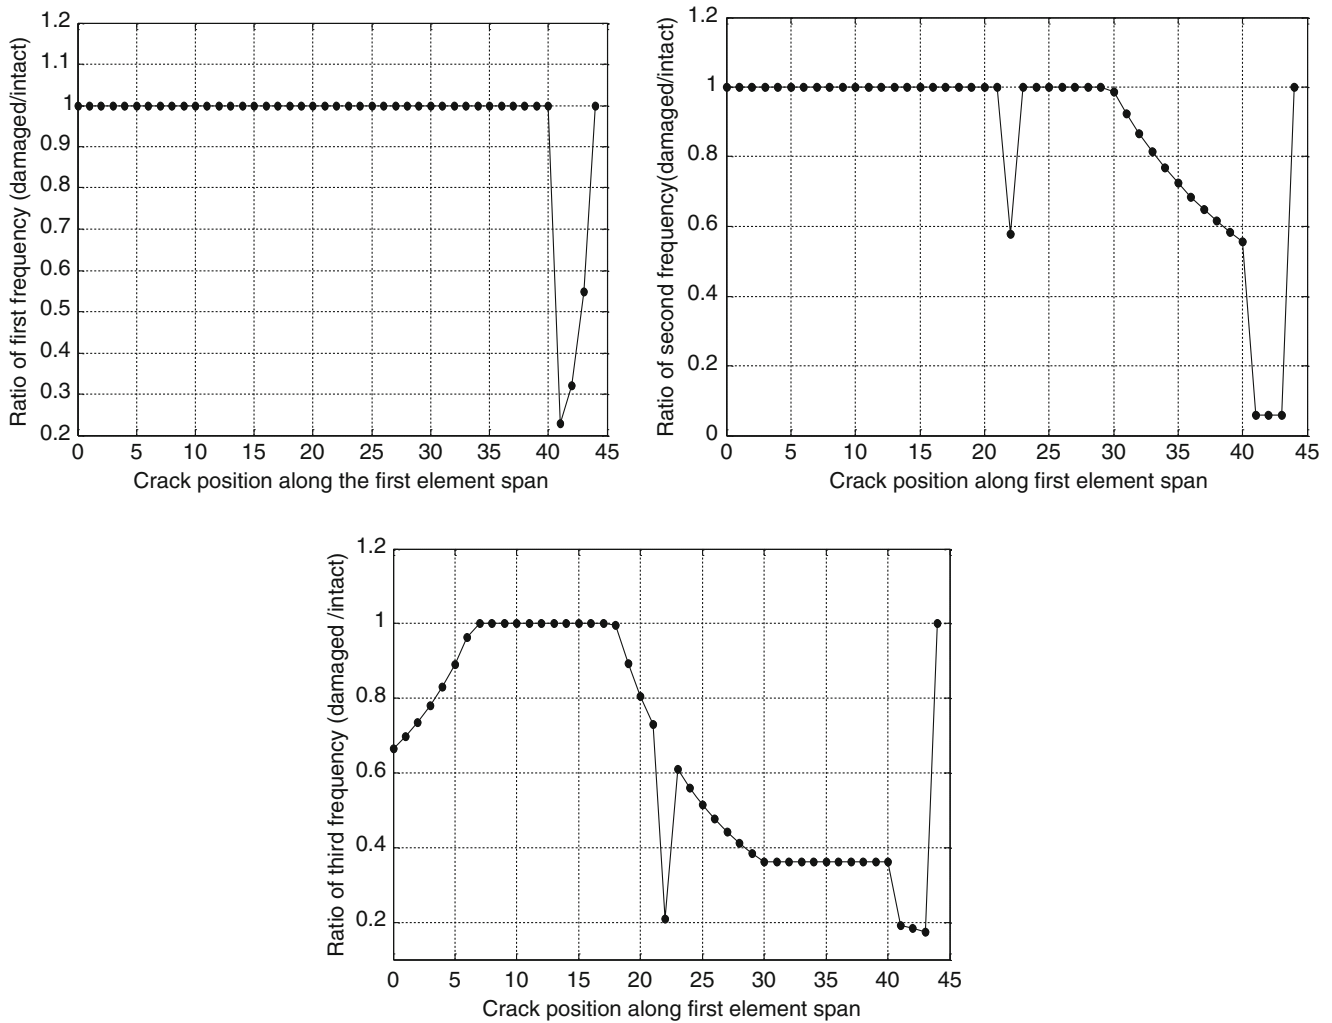 Ratio of first frequency (damaged/intact)
1.2
1.1
1
0.9
0.8
0.7
0.6
0.5
0.4
0.3
0.2
0 5 10 15 20 25 30 35 40 45
Crack position along the first element span
Ratio of second frequency(damaged/intact)
1.2
1
0.8
0.6
0.4
0.2
0
0 5 10 15 20 25 30 35 40 45
Crack position along first element span
Ratio of third frequency (damaged /intact)
1.2
1
0.8
0.6
0.4
0.2
0 5 10 15 20 25 30 35 40 45
Crack position along first element span